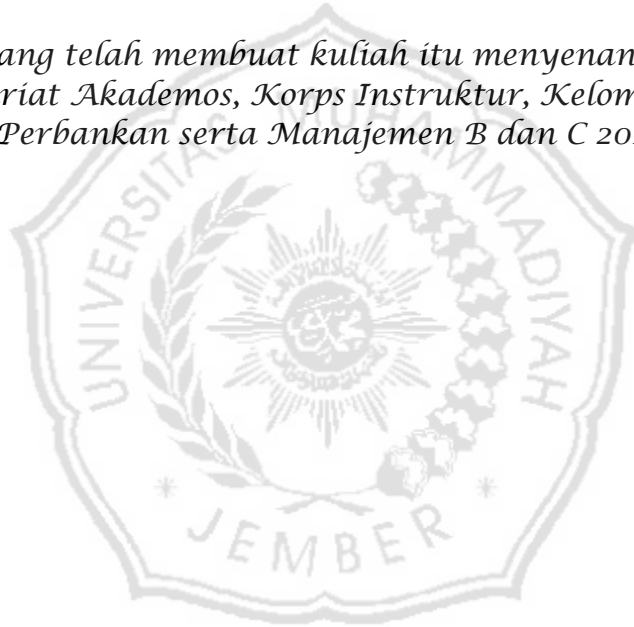 ang telah membuat kuliah itu menyenan
riat Akademos, Korps Instruktur, Kelom
Perbankan serta Manajemen B dan C 20
UNIVERSITAS MUHAMMADIYAH
JEMBER